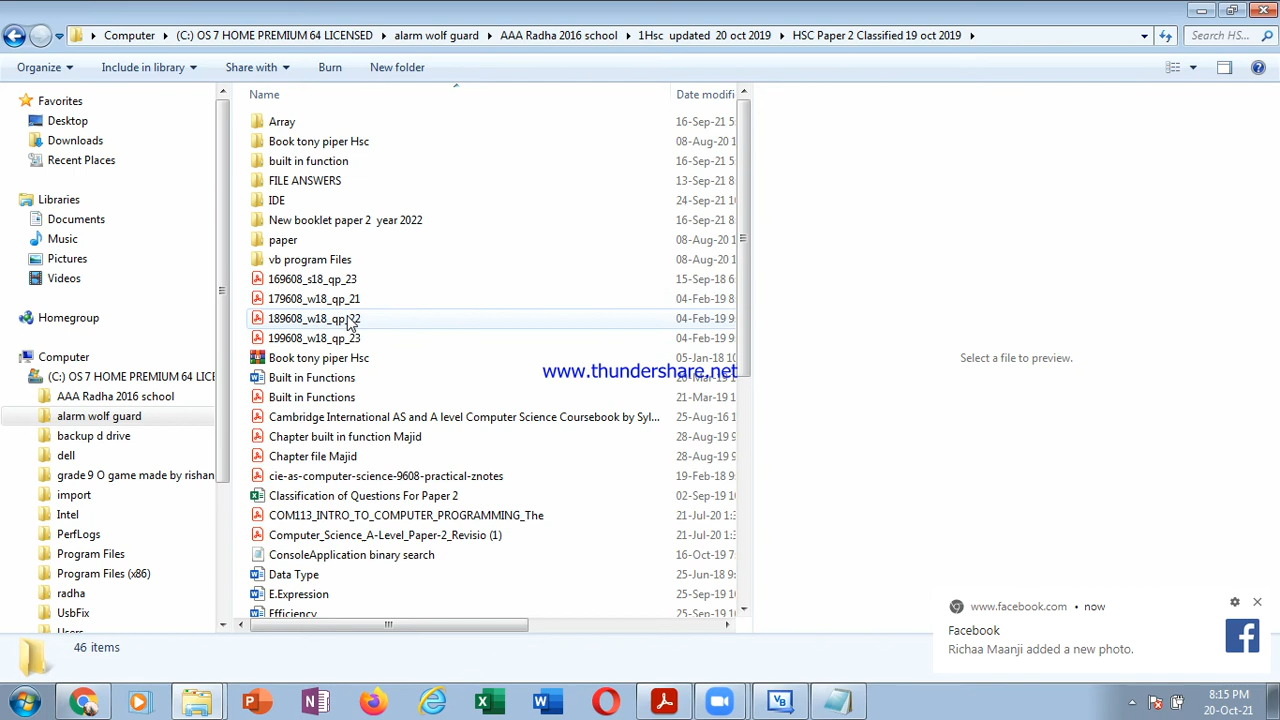 Computer ▸ (C:) OS 7 HOME PREMIUM 64 LICENSED ▸ alarm wolf guard ▸ AAA Radha 2016 school ▸ 1Hsc updated 20 oct 2019 ▸ HSC Paper 2 Classified 19 oct 2019 ▸ Search HS...
Organize Include in library Share with Burn New folder
Name Date modifi
Favorites
Desktop
Downloads
Recent Places
Libraries
Documents
Music
Pictures
Videos
Homegroup
Computer
(C:) OS 7 HOME PREMIUM 64 LICE
AAA Radha 2016 school
alarm wolf guard
backup d drive
dell
grade 9 O game made by rishan
import
Intel
PerfLogs
Program Files
Program Files (x86)
radha
UsbFix
Users
Array 16-Sep-21 5:
Book tony piper Hsc 08-Aug-20 1
built in function 16-Sep-21 5:
FILE ANSWERS 13-Sep-21 8
IDE 24-Sep-21 1
New booklet paper 2 year 2022 16-Sep-21 8:
paper 08-Aug-20 1
vb program Files 08-Aug-20 1
169608_s18_qp_23 15-Sep-18 6:
179608_w18_qp_21 04-Feb-19 8:
189608_w18_qp_22 04-Feb-19 9:
199608_w18_qp_23 04-Feb-19 9:
Book tony piper Hsc 05-Jan-18 10
Built in Functions 20-Mar-19 1
Built in Functions 21-Mar-19 1
Cambridge International AS and A level Computer Science Coursebook by Syl... 25-Aug-16 1
Chapter built in function Majid 28-Aug-19 9
Chapter file Majid 28-Aug-19 9
cie-as-computer-science-9608-practical-znotes 19-Feb-18 9
Classification of Questions For Paper 2 02-Sep-19 10
COM113_INTRO_TO_COMPUTER_PROGRAMMING_The 21-Jul-20 1
Computer_Science_A-Level_Paper-2_Revisio (1) 21-Jul-20 1
ConsoleApplication binary search 16-Oct-19 7:
Data Type 25-Jun-18 9:
E.Expression 25-Sep-19 1
Efficiency 25-Sep-19 1
www.thundershare.net
Select a file to preview.
www.facebook.com • now
Facebook
Richaa Maanji added a new photo.
46 items
8:15 PM
20-Oct-21